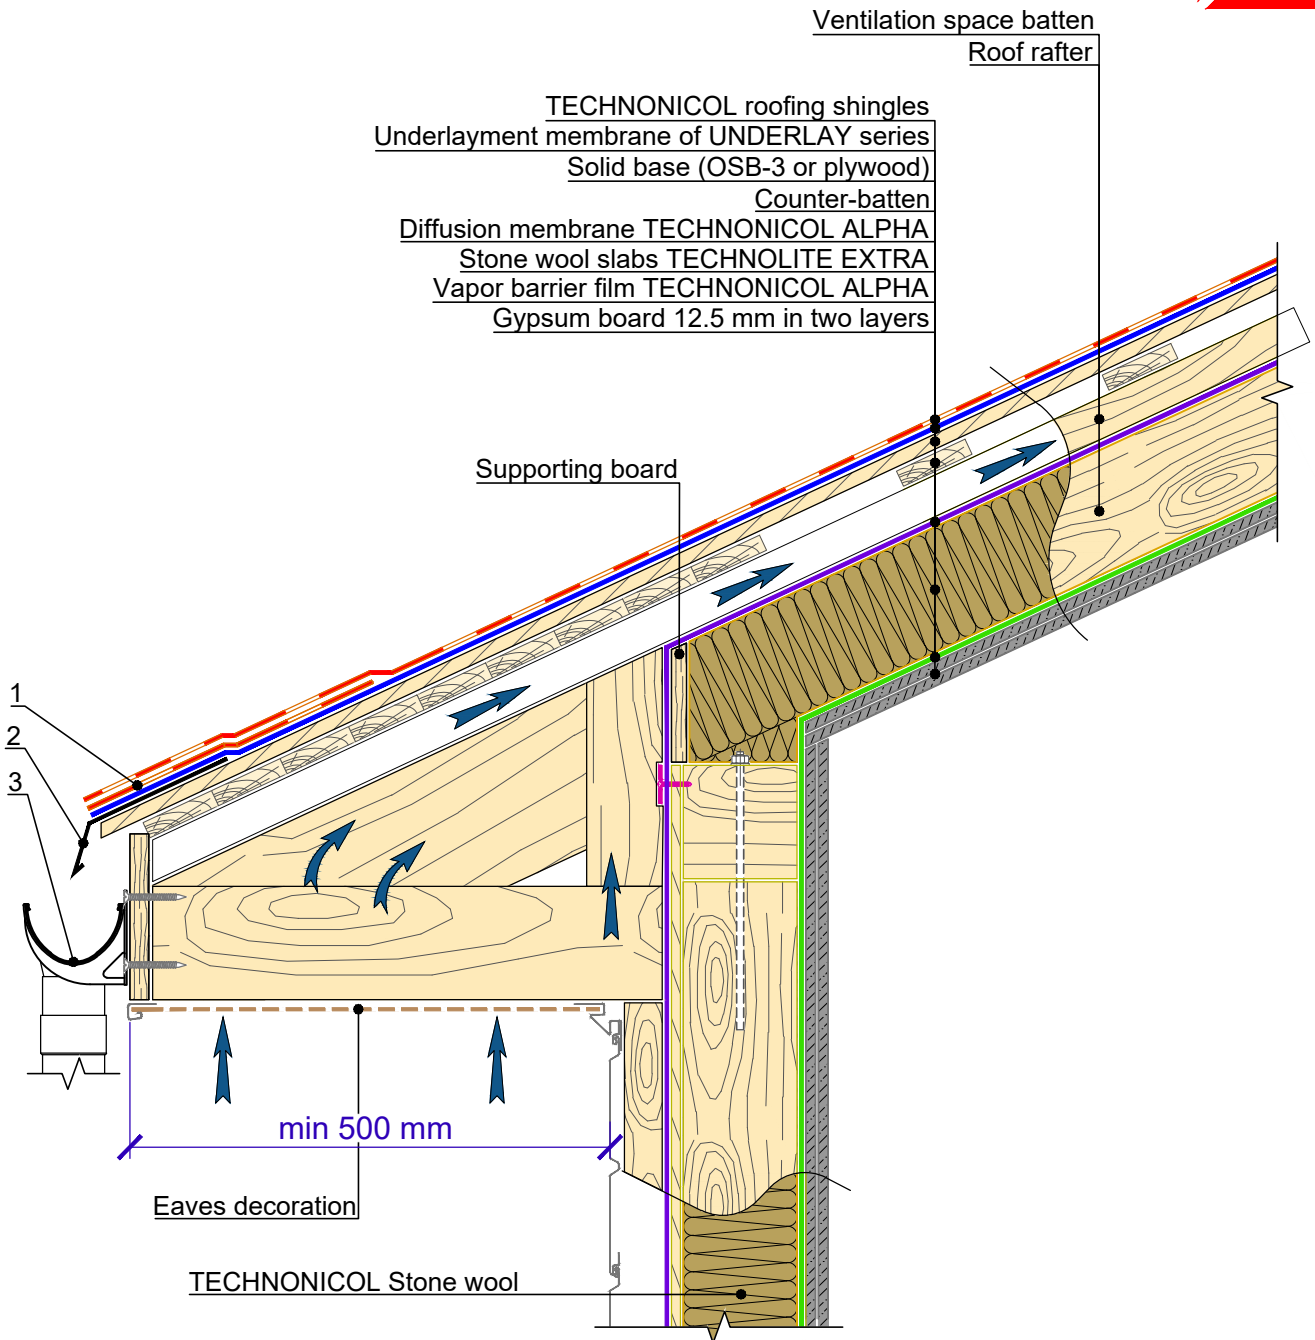 Ventilation space batten
Roof rafter
TECHNONICOL roofing shingles
Underlayment membrane of UNDERLAY series
Solid base (OSB-3 or plywood)
Counter-batten
Diffusion membrane TECHNONICOL ALPHA
Stone wool slabs TECHNOLITE EXTRA
Vapor barrier film TECHNONICOL ALPHA
Gypsum board 12.5 mm in two layers
Supporting board
1
2
3
min 500 mm
Eaves decoration
TECHNONICOL Stone wool